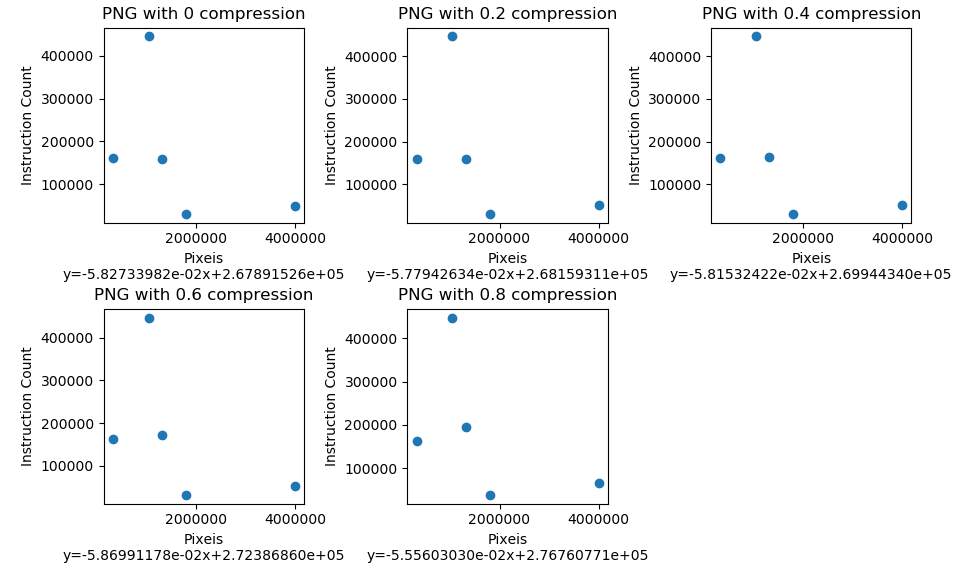 PNG with 0 compression
PNG with 0.2 compression
PNG with 0.4 compression
400000
300000
200000
100000
Instruction Count
2000000
4000000
Pixeis
y=-5.82733982e-02x+2.67891526e+05
400000
300000
200000
100000
Instruction Count
2000000
4000000
Pixeis
y=-5.77942634e-02x+2.68159311e+05
400000
300000
200000
100000
Instruction Count
2000000
4000000
Pixeis
y=-5.81532422e-02x+2.69944340e+05
PNG with 0.6 compression
PNG with 0.8 compression
400000
300000
200000
100000
Instruction Count
2000000
4000000
Pixeis
y=-5.86991178e-02x+2.72386860e+05
400000
300000
200000
100000
Instruction Count
2000000
4000000
Pixeis
y=-5.55603030e-02x+2.76760771e+05